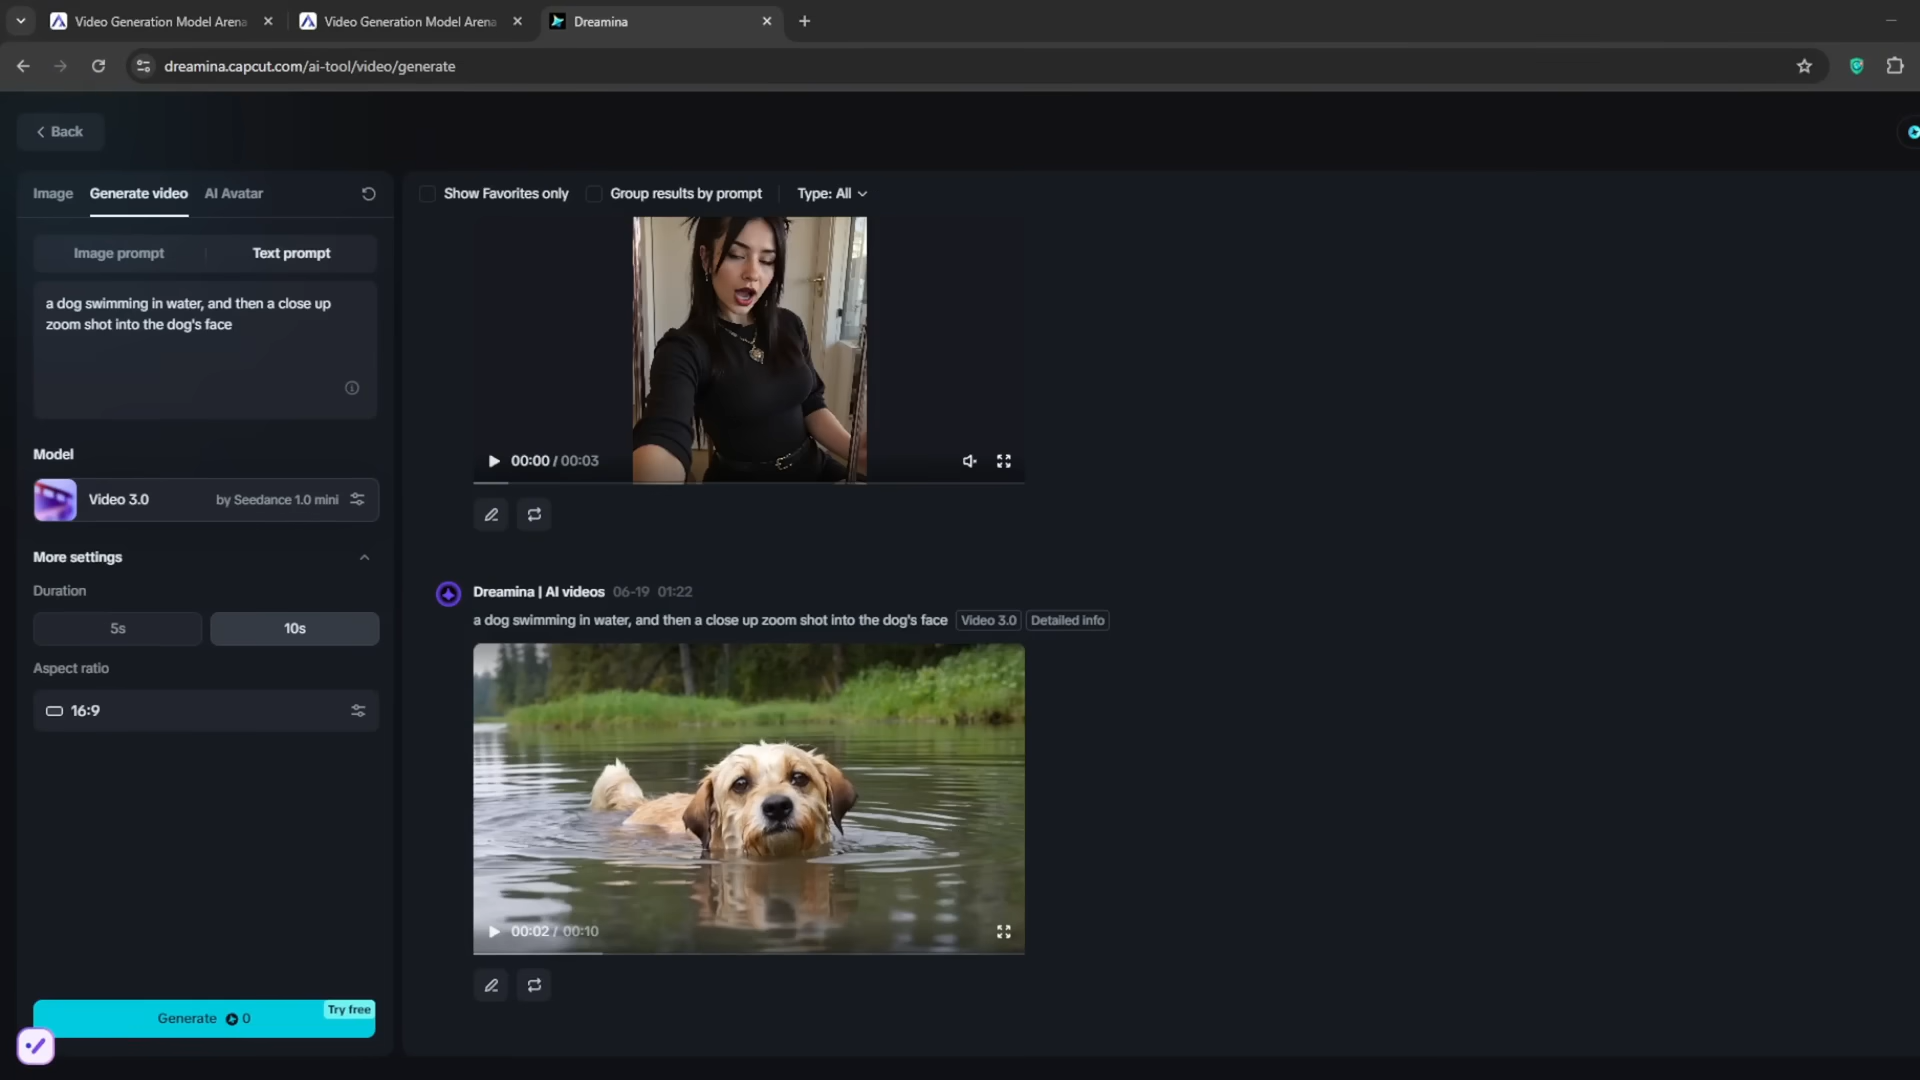 Video Generation Model Arena
Video Generation Model Arena
Dreamina
dreamina.capcut.com/ai-tool/video/generate
Back
Image
Generate video
AI Avatar
Show Favorites only
Group results by prompt
Type: All
Image prompt
Text prompt
a dog swimming in water, and then a close up
zoom shot into the dog's face
Model
Video 3.0
by Seedance 1.0 mini
More settings
Duration
5s
10s
Aspect ratio
16:9
Generate
0
Try free
00:00 / 00:03
Dreamina | AI videos 06-19 01:22
a dog swimming in water, and then a close up zoom shot into the dog's face Video 3.0 Detailed info
00:02 / 00:10